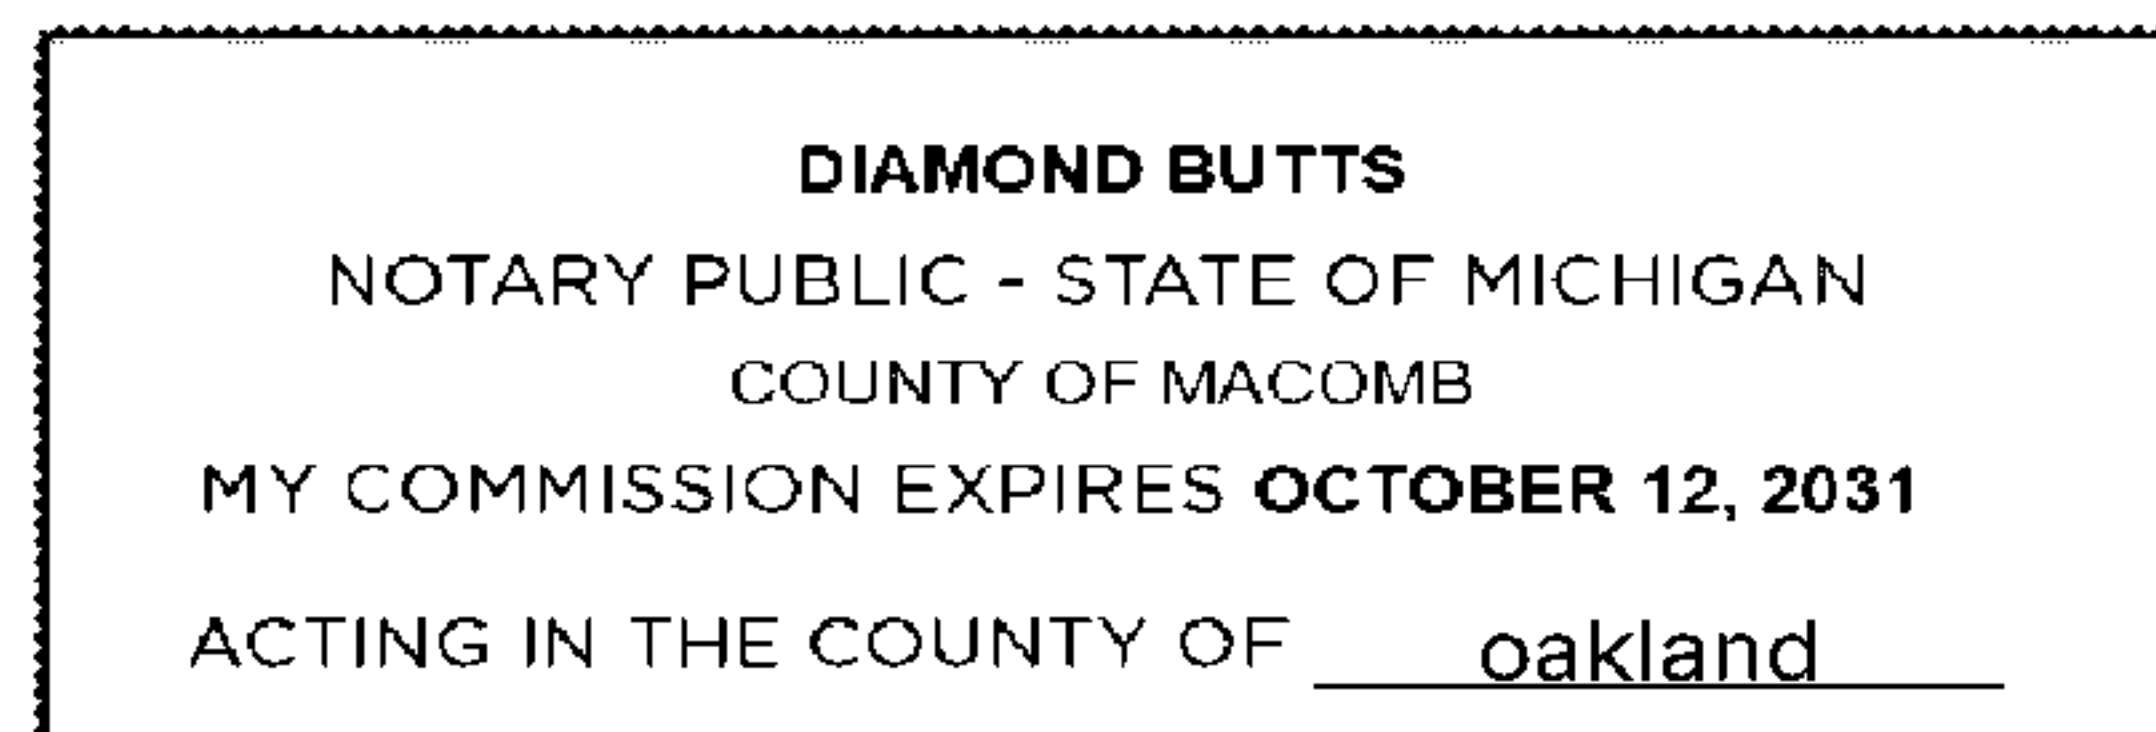 DIAMOND BUTTS
NOTARY PUBLIC - STATE OF MICHIGAN
COUNTY OF MACOMB
MY COMMISSION EXPIRES OCTOBER 12, 2031
ACTING IN THE COUNTY OF oakland